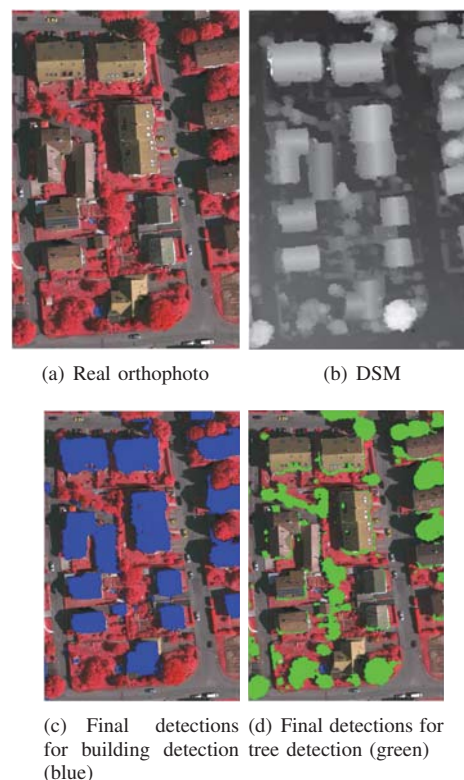 (a) Real orthophoto
(b) DSM
(c) Final detections for building detection (blue)
(d) Final detections for tree detection (green)